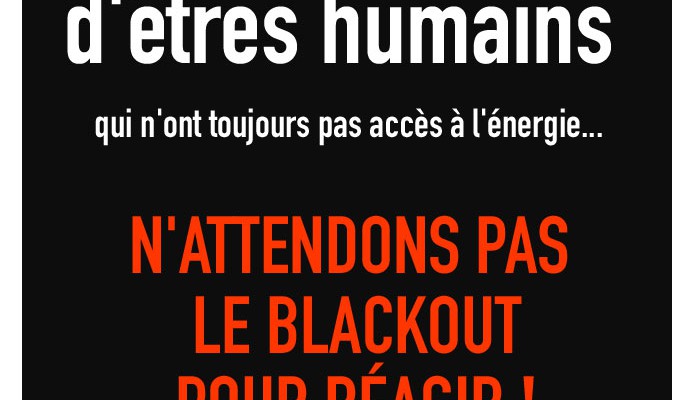 d'êtres humains
qui n'ont toujours pas accès à l'énergie...
N'ATTENDONS PAS
LE BLACKOUT
POUR RÉAGIR !